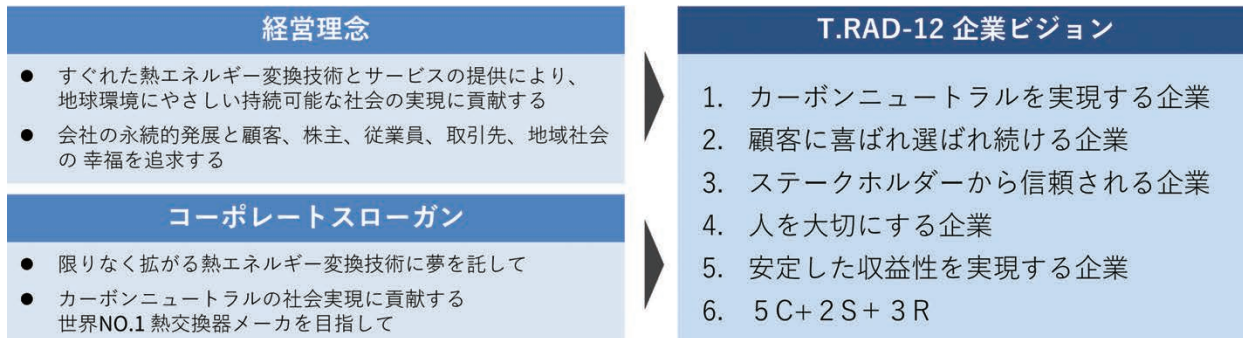 経営理念
● すぐれた熱エネルギー変換技術とサービスの提供により、
地球環境にやさしい持続可能な社会の実現に貢献する
● 会社の永続的発展と顧客、株主、従業員、取引先、地域社会
の 幸福を追求する
コーポレートスローガン
● 限りなく拡がる熱エネルギー変換技術に夢を託して
● カーボンニュートラルの社会実現に貢献する
世界NO.1 熱交換器メーカを目指して
T.RAD-12 企業ビジョン
1. カーボンニュートラルを実現する企業
2. 顧客に喜ばれ選ばれ続ける企業
3. ステークホルダーから信頼される企業
4. 人を大切にする企業
5. 安定した収益性を実現する企業
6. 5C+2S+3R